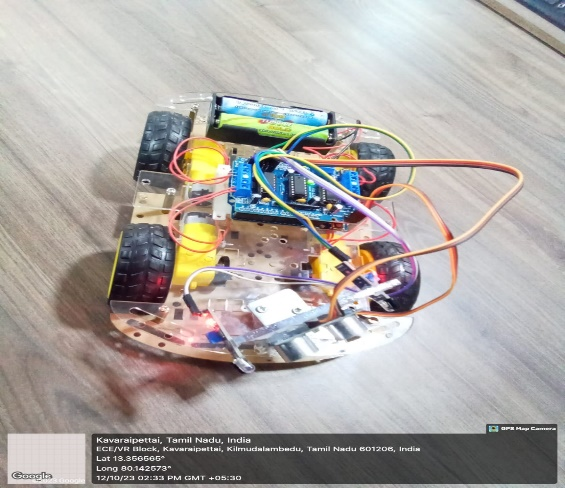 GPS Map Camera
Kavaraipettai, Tamil Nadu, India
ECE/VR Block, Kavaraipettai, Kilmudalambedu, Tamil Nadu 601206, India
Lat 13.356565°
Long 80.142573°
12/10/23 02:33 PM GMT +05:30
Google